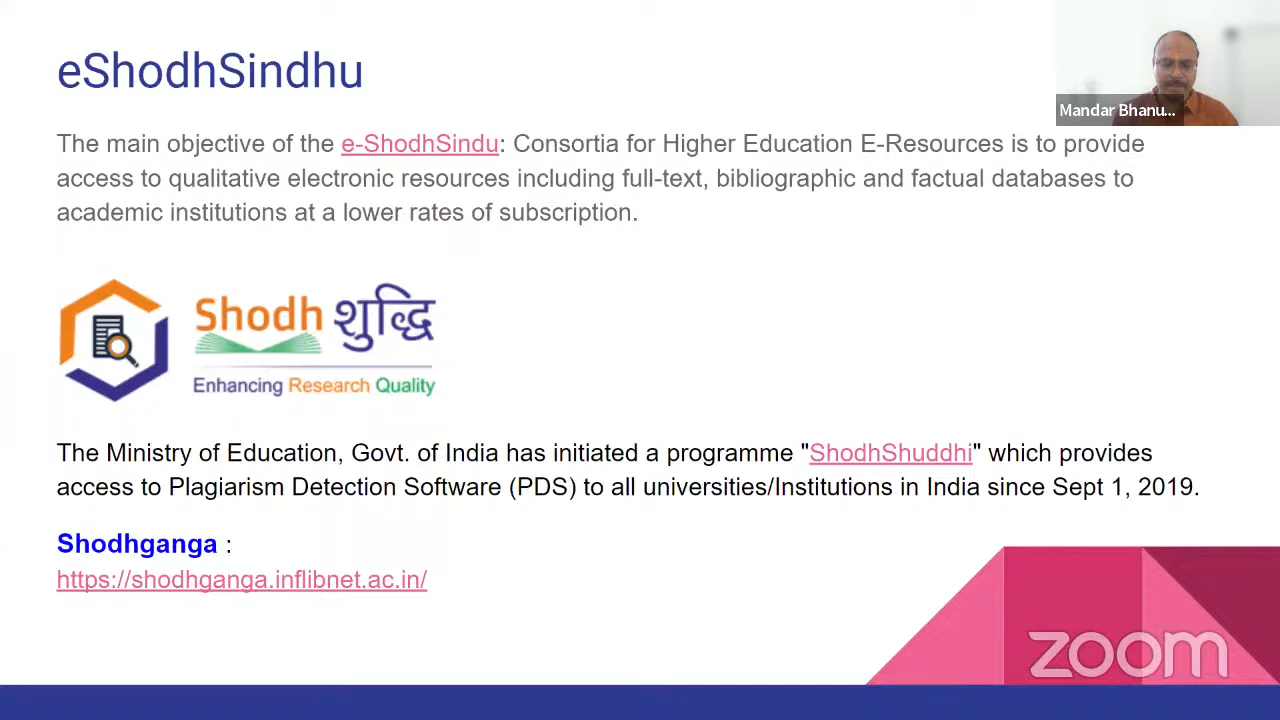 eShodhSindhu
Mandar Bhanu...
The main objective of the e-ShodhSindu: Consortia for Higher Education E-Resources is to provide
access to qualitative electronic resources including full-text, bibliographic and factual databases to
academic institutions at a lower rates of subscription.
Shodh शुद्धि
Enhancing Research Quality
The Ministry of Education, Govt. of India has initiated a programme "ShodhShuddhi" which provides
access to Plagiarism Detection Software (PDS) to all universities/Institutions in India since Sept 1, 2019.
Shodhganga :
https://shodhganga.inflibnet.ac.in/
zoom